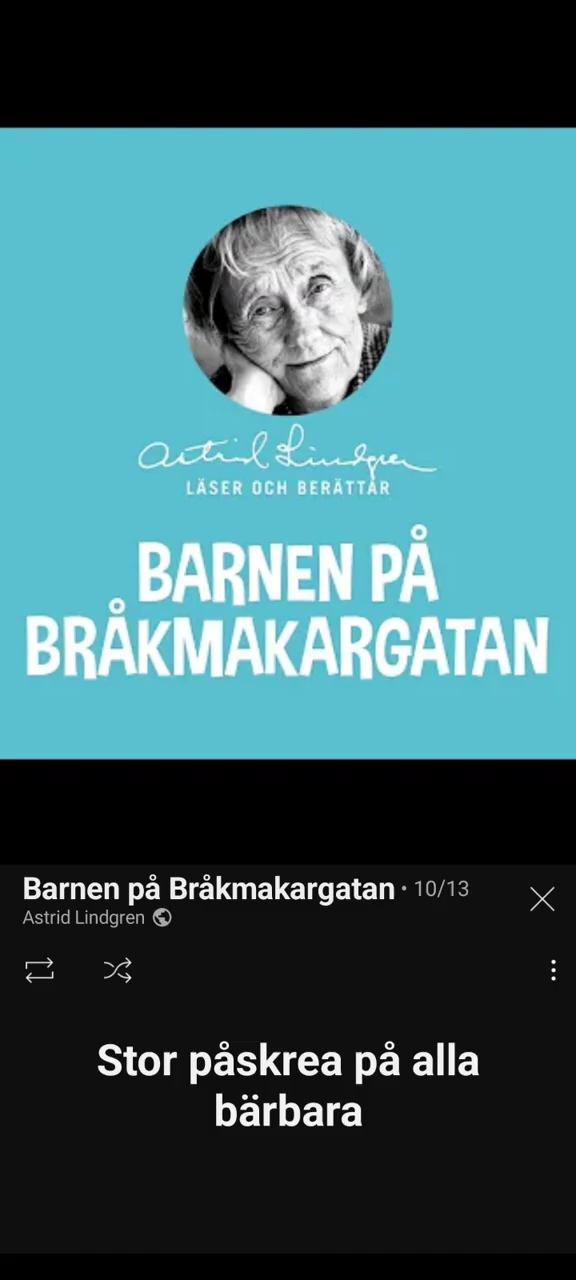 Astrid Lindgren
LÄSER OCH BERÄTTAR
BARNEN PÅ
BRÅKMAKARGATAN
Barnen på Bråkmakargatan • 10/13
Astrid Lindgren
Stor påskrea på alla
bärbara